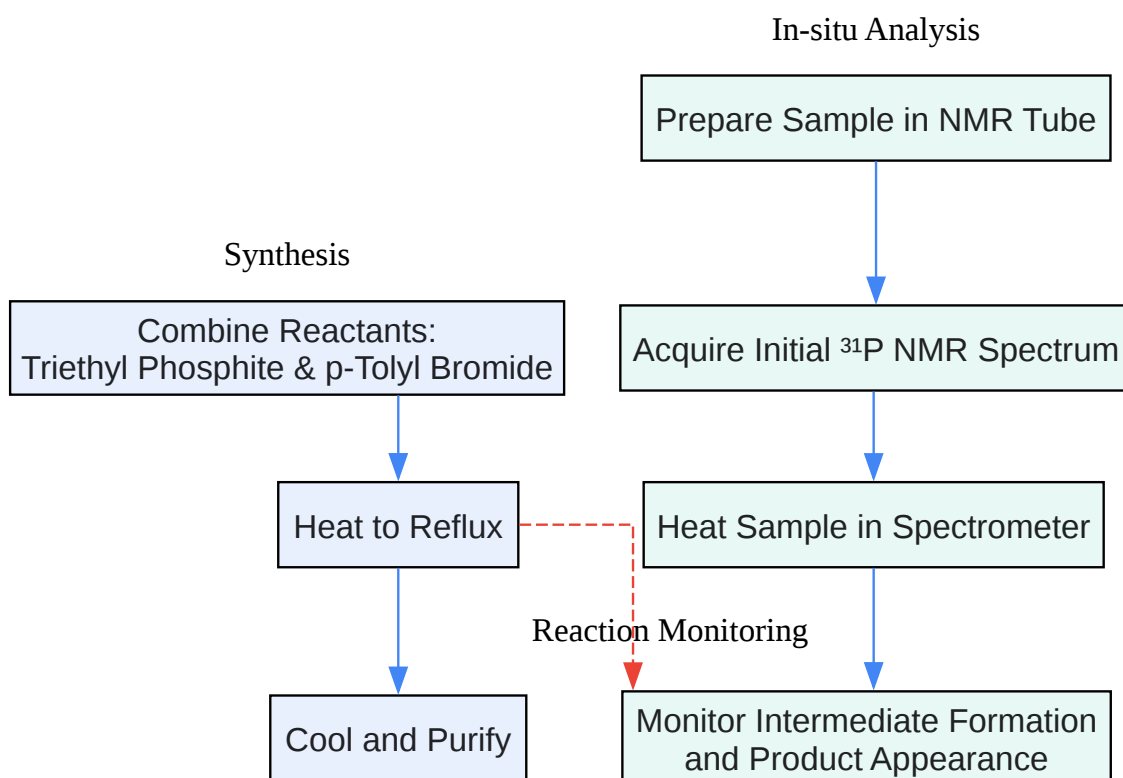 In-situ Analysis
Prepare Sample in NMR Tube
Synthesis
Combine Reactants:
Triethyl Phosphite & p-Tolyl Bromide
Acquire Initial ³¹P NMR Spectrum
Heat to Reflux
Heat Sample in Spectrometer
Reaction Monitoring
Cool and Purify
Monitor Intermediate Formation
and Product Appearance